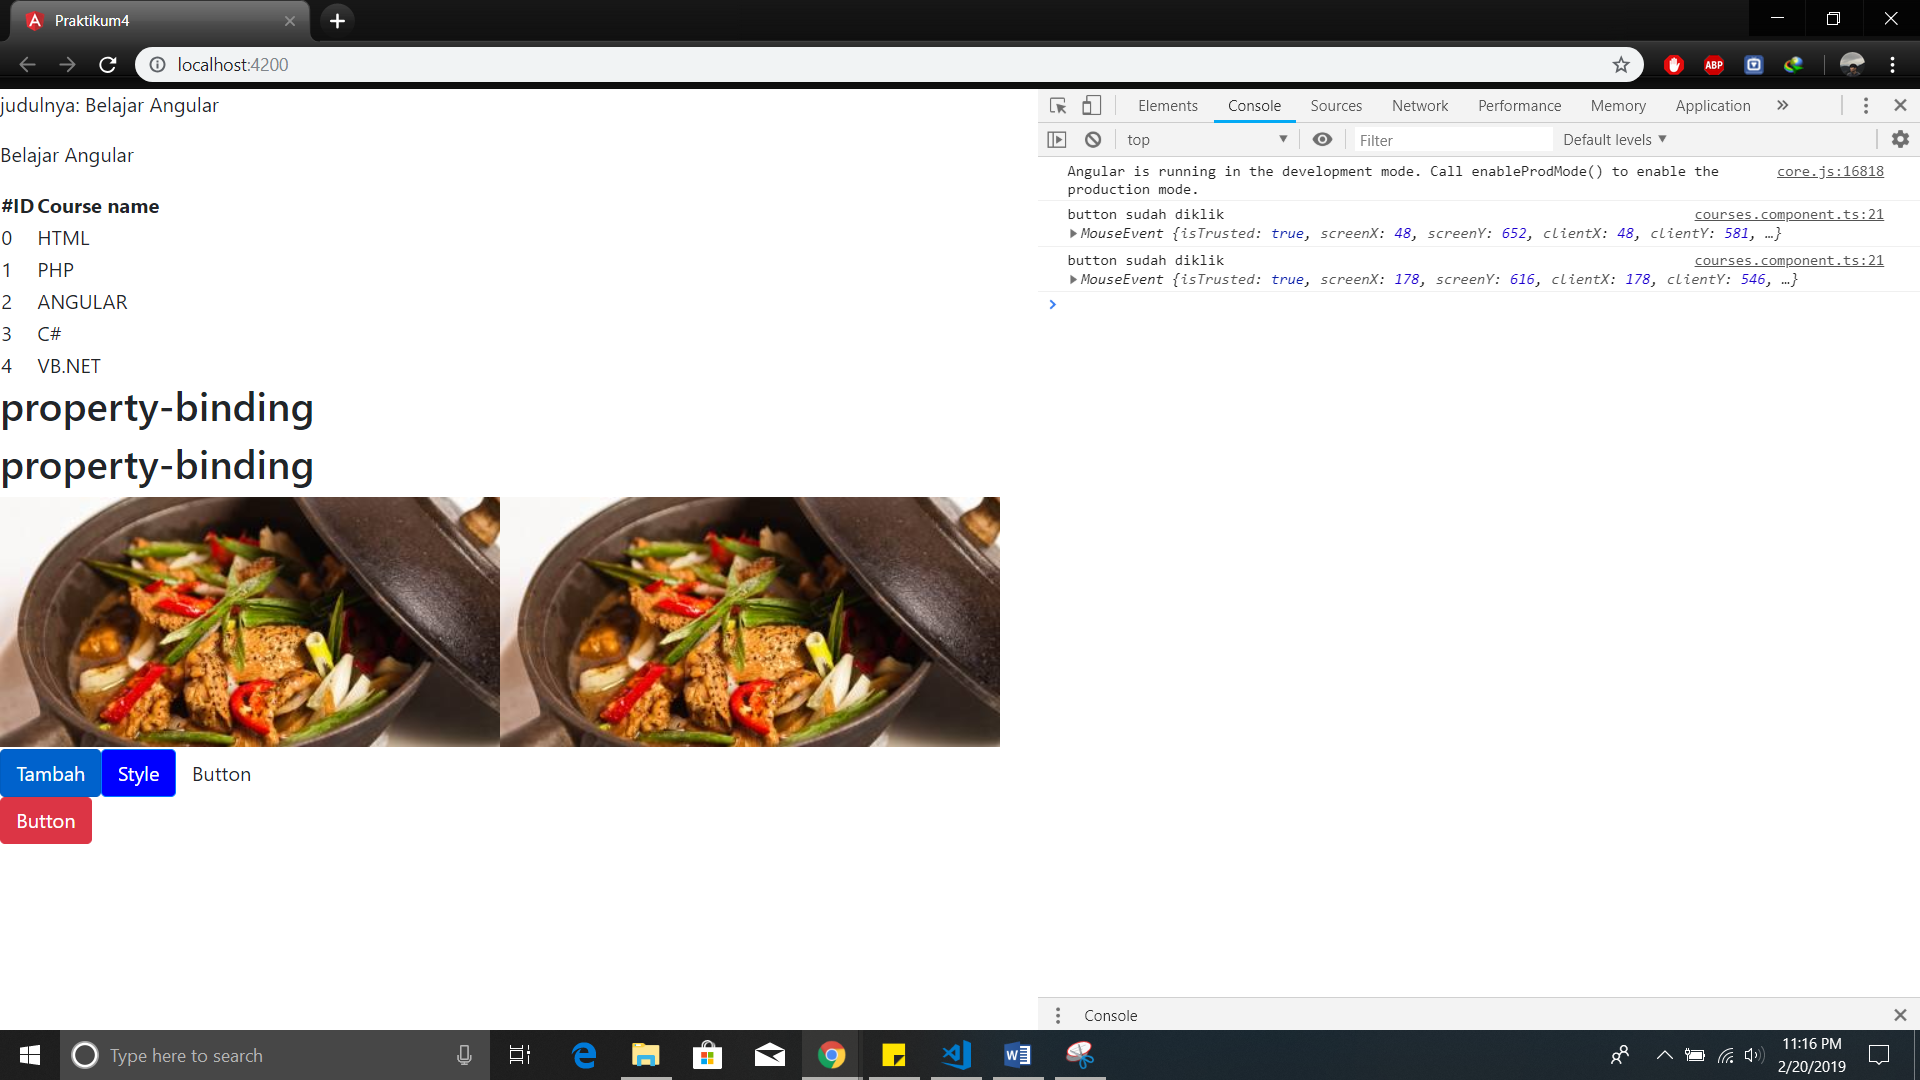 Praktikum4
localhost:4200
ABP
judulnya: Belajar Angular
Belajar Angular
#ID Course name
0 HTML
1 PHP
2 ANGULAR
3 C#
4 VB.NET
property-binding
property-binding
Tambah Style Button
Button
Elements Console Sources Network Performance Memory Application »
top Filter Default levels
Angular is running in the development mode. Call enableProdMode() to enable the core.js:16818
production mode.
button sudah diklik courses.component.ts:21
MouseEvent {isTrusted: true, screenX: 48, screenY: 652, clientX: 48, clientY: 581, …}
button sudah diklik courses.component.ts:21
MouseEvent {isTrusted: true, screenX: 178, screenY: 616, clientX: 178, clientY: 546, …}
Console
Type here to search
11:16 PM
2/20/2019